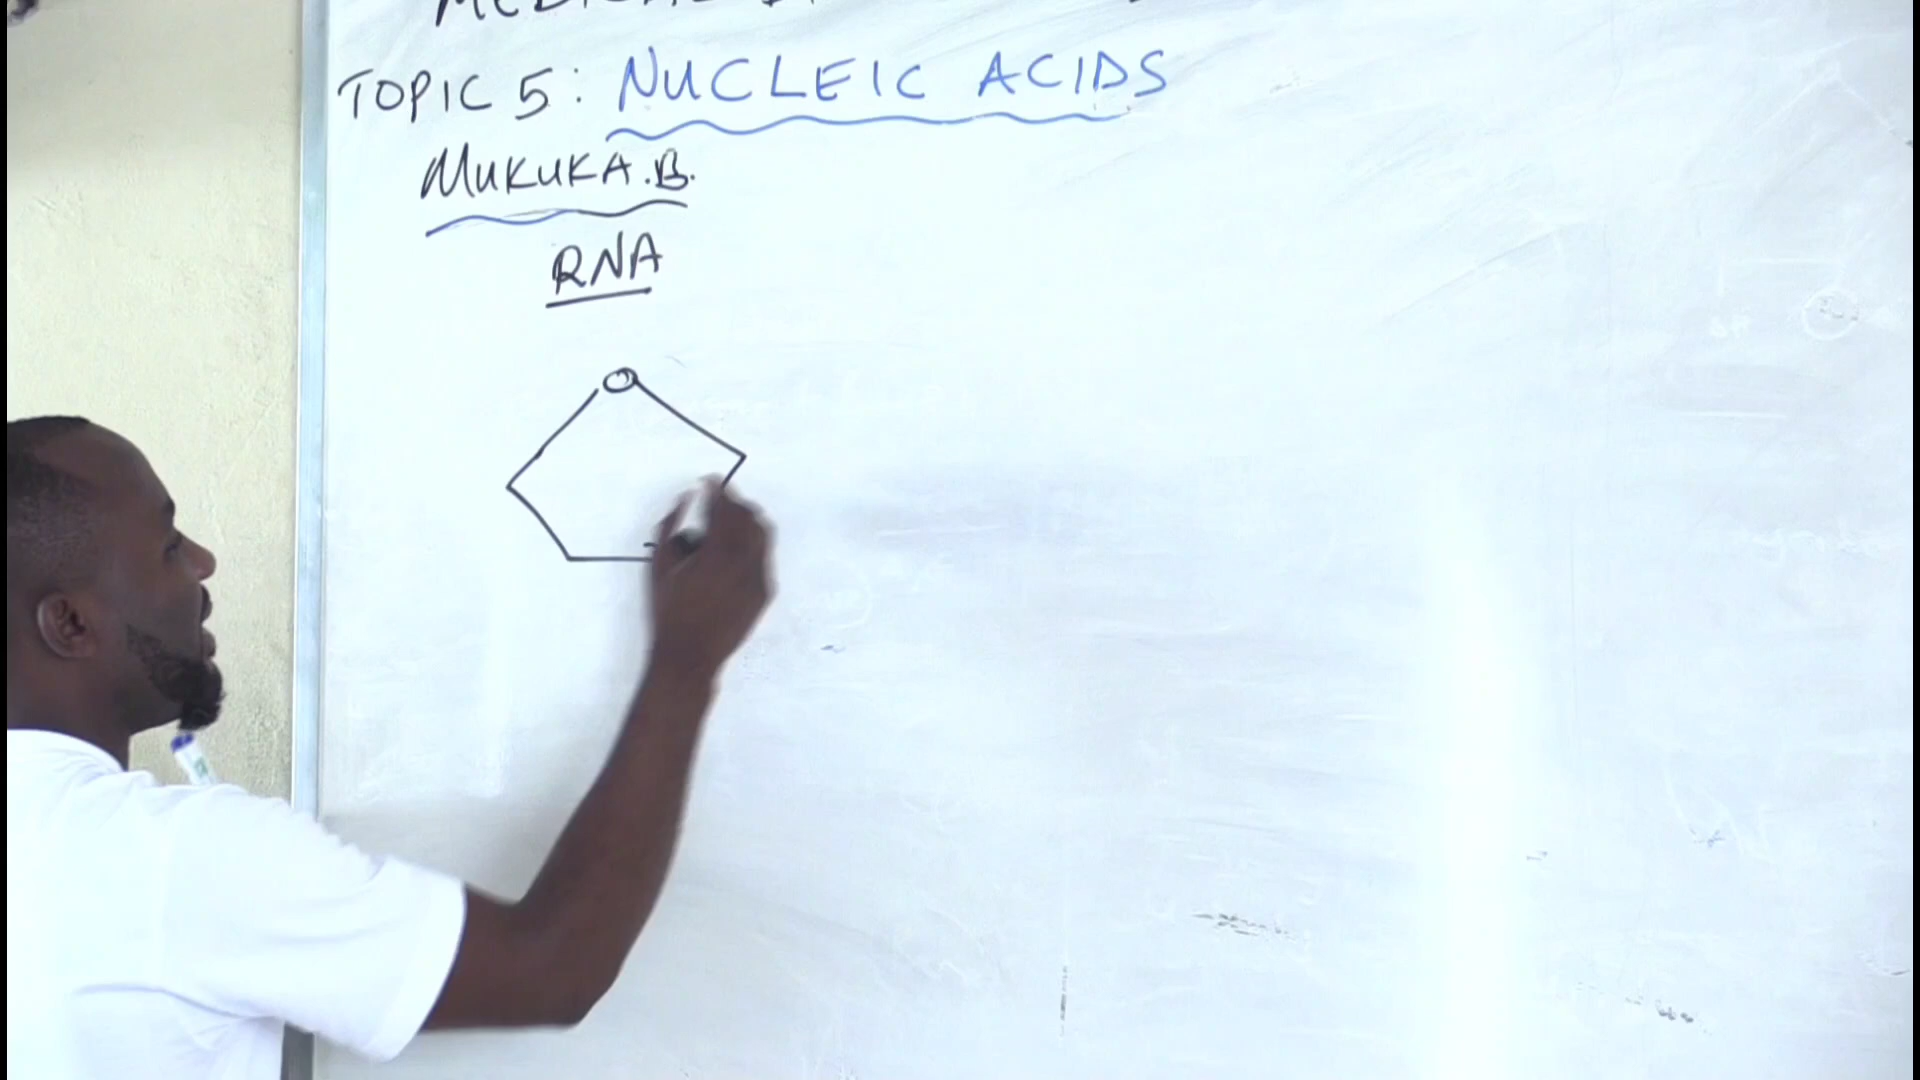 TOPIC 5: NUCLEIC ACIDS
MUKUKA.B.
RNA
O